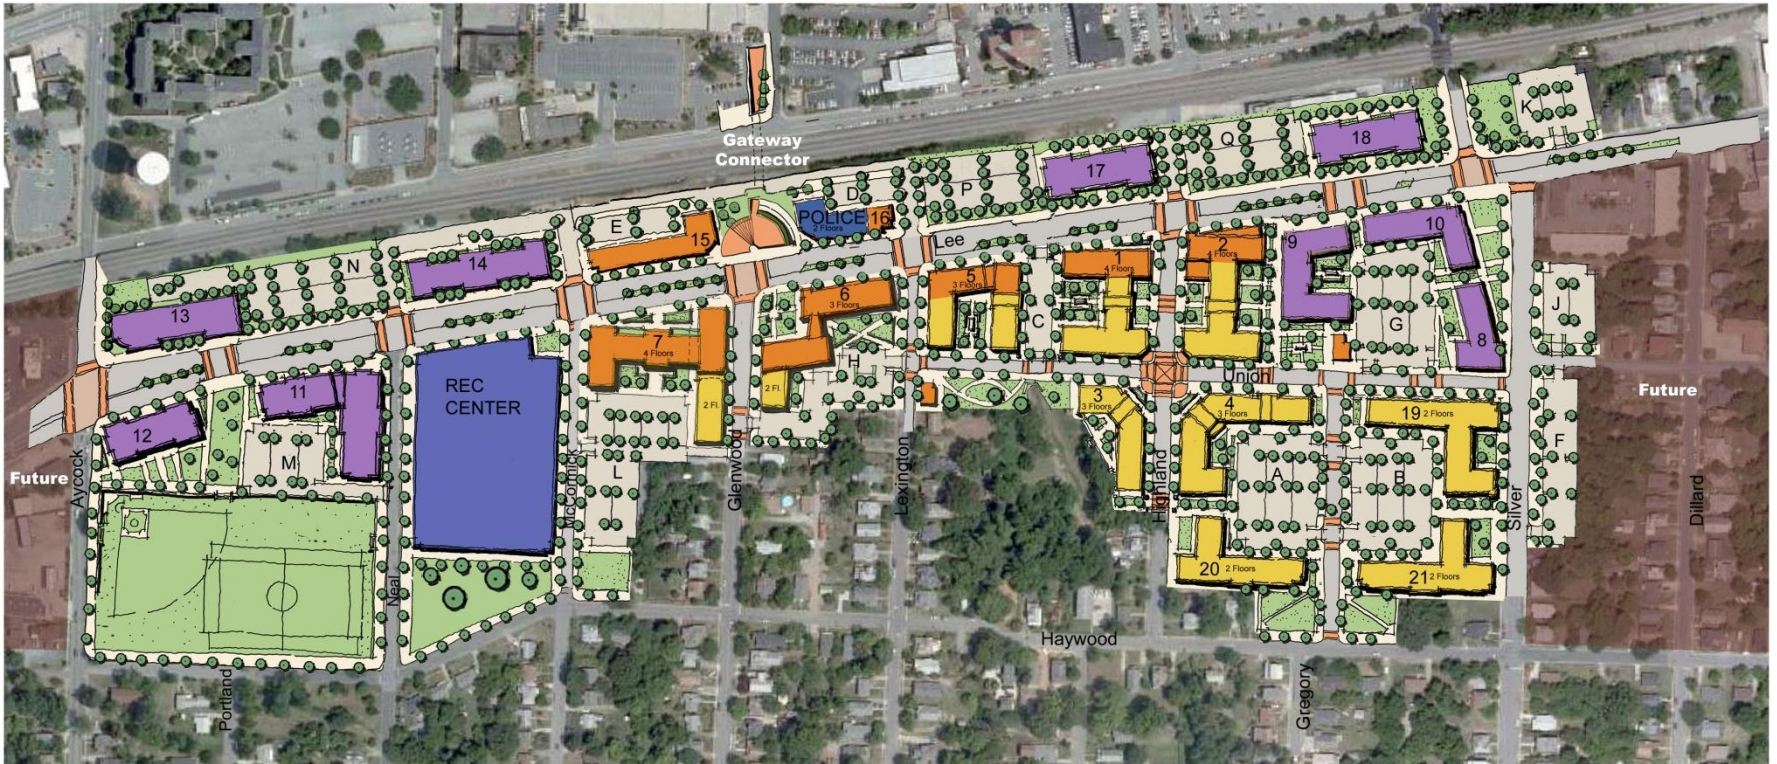 Gateway
Connector
K
18
Q
17
P
D
POLICE
2 Floors
16
E
15
Lee
N
14
13
10
9
2
4 Floors
1
4 Floors
5
3 Floors
6
3 Floors
C
G
J
8
7
4 Floors
H
Union
2 Fl.
2 Fl.
REC
CENTER
11
12
M
3
3 Floors
4
3 Floors
19 2 Floors
Future
Future
F
A
B
L
Aycock
Neal
McCormick
Glenwood
Lexington
Highland
Silver
Dillard
20 2 Floors
21 2 Floors
Haywood
Portland
Gregory